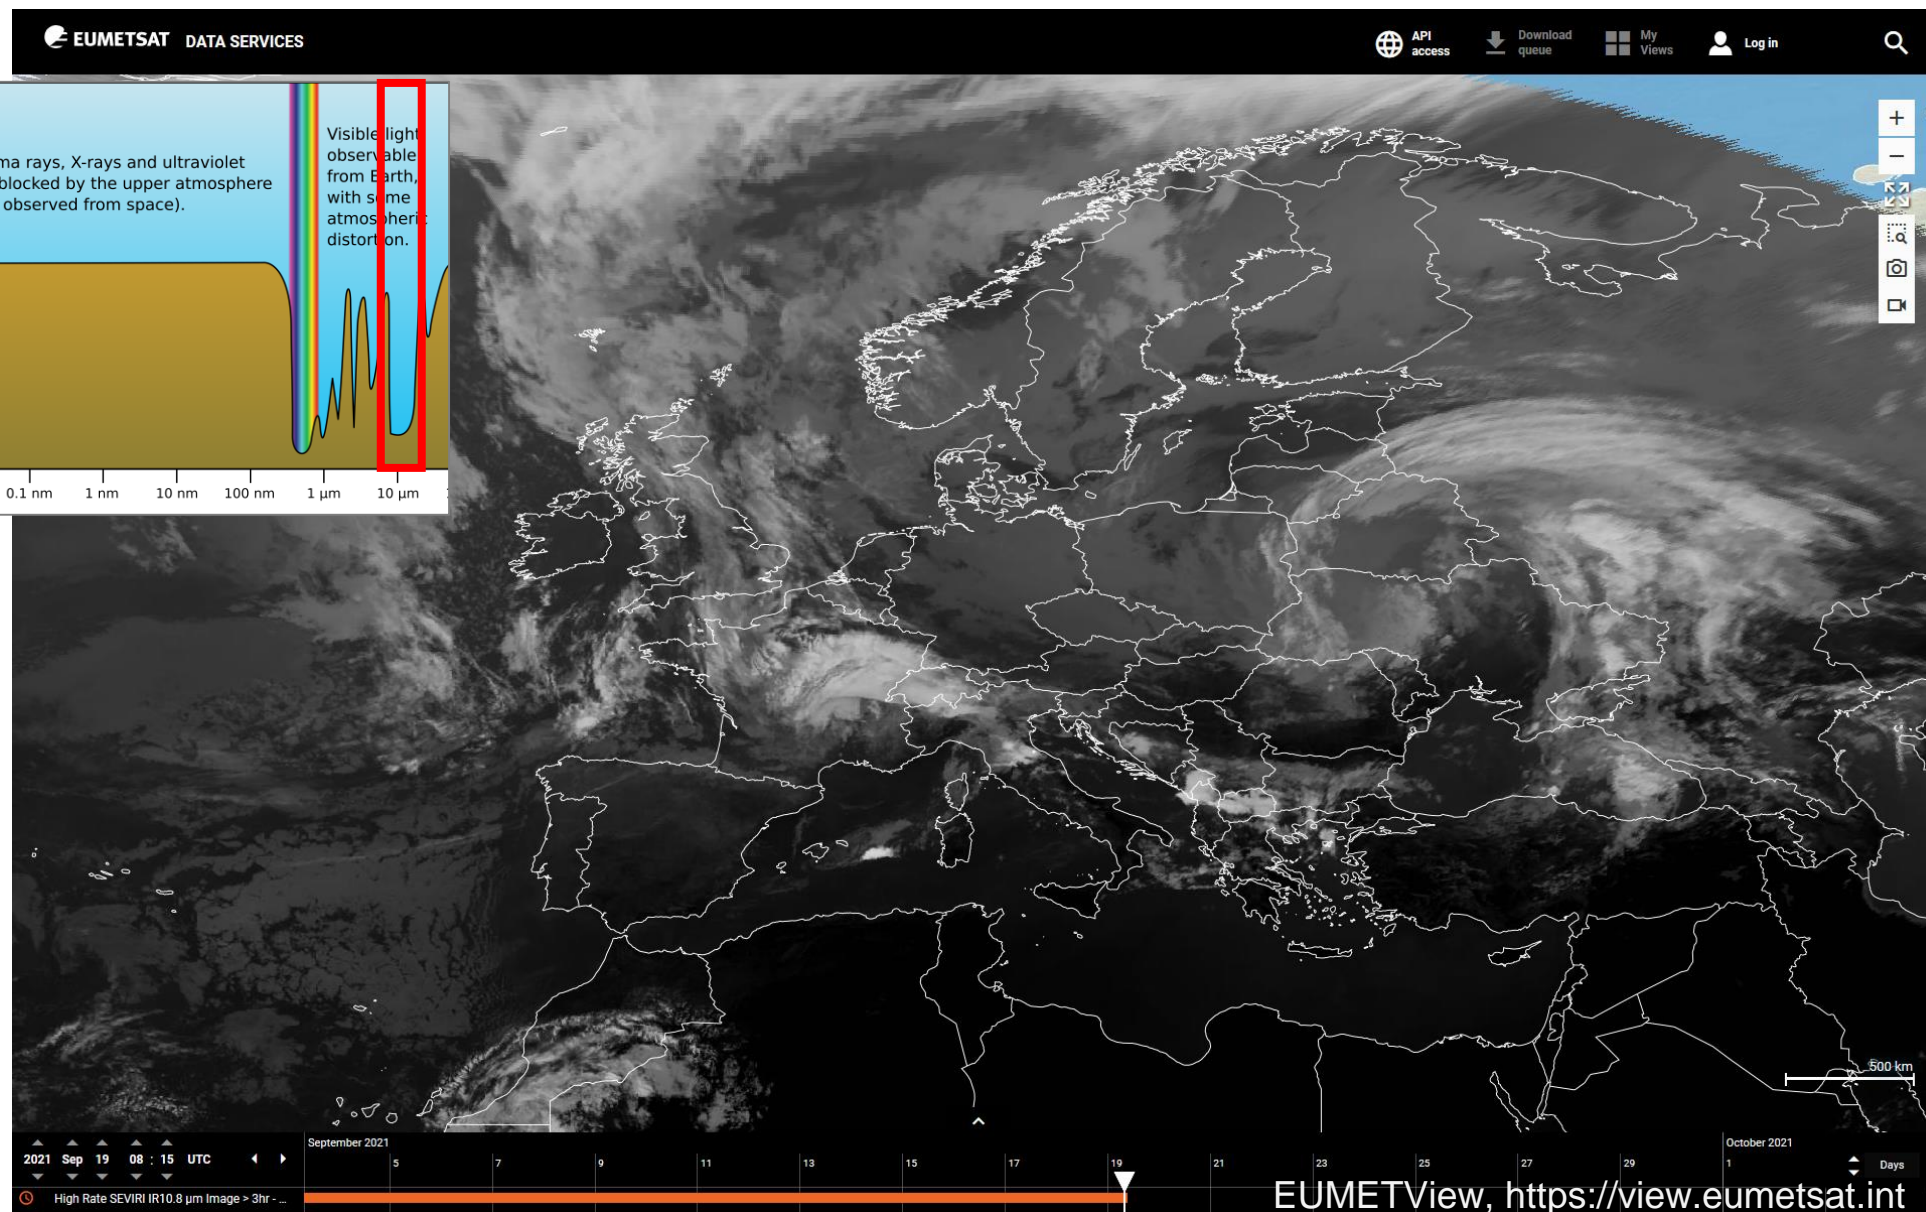 EUMETSAT DATA SERVICES
API access
Download queue
My Views
Log in
ma rays, X-rays and ultraviolet
blocked by the upper atmosphere
observed from space).
Visible light
observable
from Earth,
with some
atmospheric
distortion.
0.1 nm 1 nm 10 nm 100 nm 1 µm 10 µm
+
−
500 km
September 2021 October 2021
2021 Sep 19 08 : 15 UTC
5 7 9 11 13 15 17 19 21 23 25 27 29 1 Days
High Rate SEVIRI IR10.8 µm Image > 3hr - ...
EUMETView, https://view.eumetsat.int